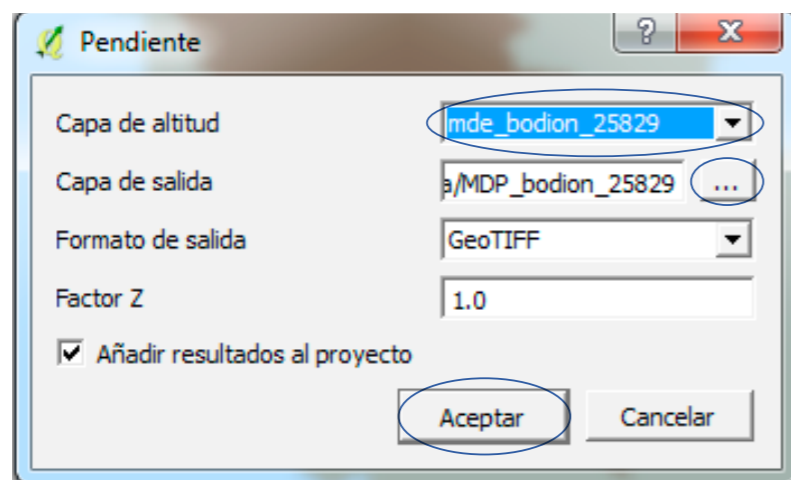 Pendiente
Capa de altitud mde_bodion_25829
Capa de salida a/MDP_bodion_25829 ...
Formato de salida GeoTIFF
Factor Z 1.0
Añadir resultados al proyecto
Aceptar Cancelar